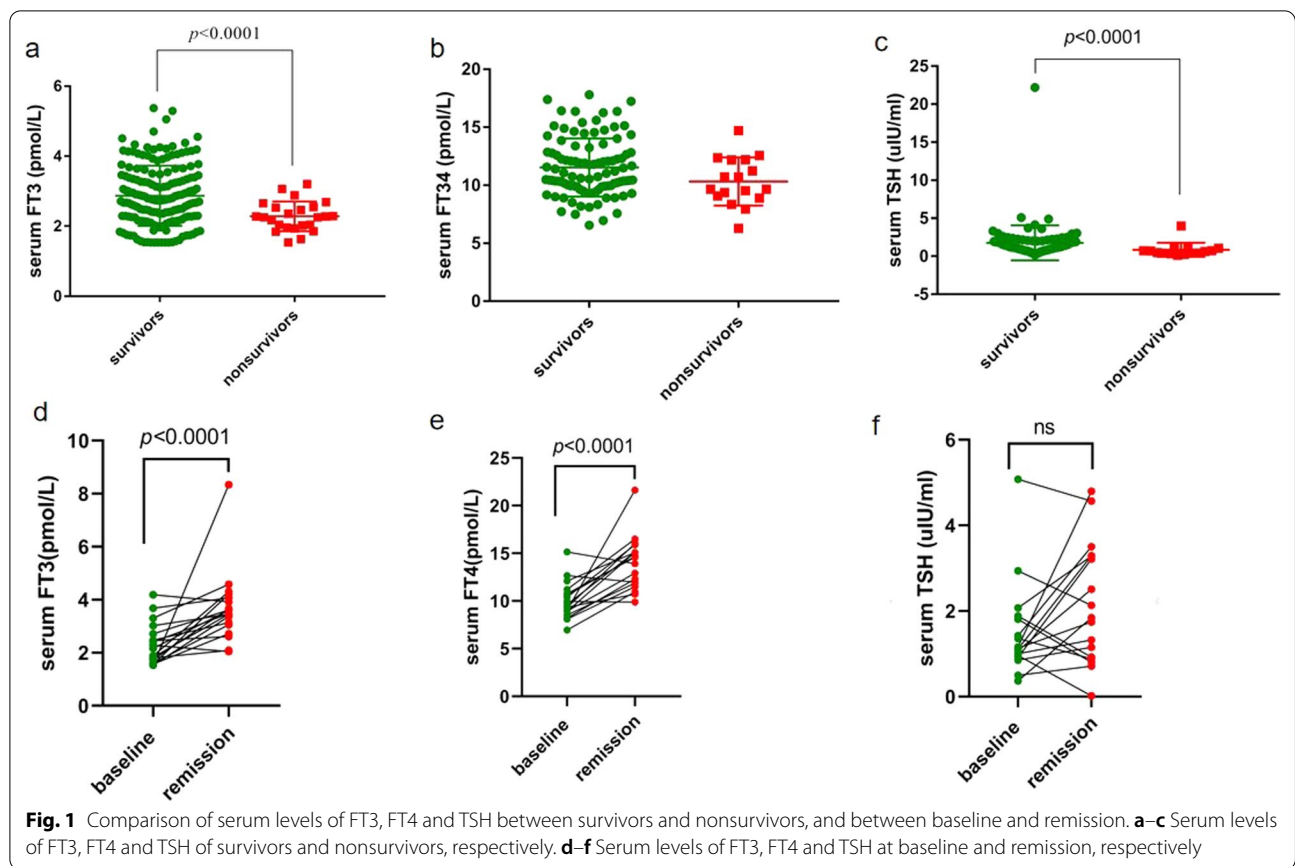 a
p<0.0001
serum FT3 (pmol/L)
6
4
2
0
survivors
nonsurvivors
b
serum FT34 (pmol/L)
20
15
10
5
0
survivors
nonsurvivors
c
p<0.0001
serum TSH (uIU/ml)
25
20
15
10
5
0
-5
survivors
nonsurvivors
d
p<0.0001
serum FT3(pmol/L)
10
8
6
4
2
0
baseline
remission
e
p<0.0001
serum FT4(pmol/L)
25
20
15
10
5
0
baseline
remission
f
ns
serum TSH (uIU/ml)
6
4
2
0
baseline
remission
Fig. 1 Comparison of serum levels of FT3, FT4 and TSH between survivors and nonsurvivors, and between baseline and remission. a–c Serum levels
of FT3, FT4 and TSH of survivors and nonsurvivors, respectively. d–f Serum levels of FT3, FT4 and TSH at baseline and remission, respectively